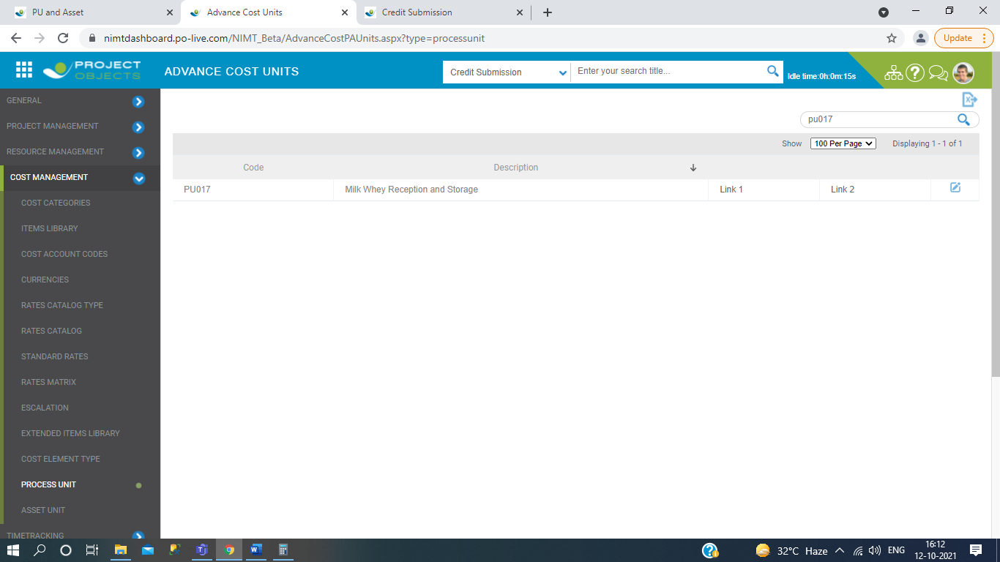 PU and Asset
Advance Cost Units
Credit Submission
nimtdashboard.po-live.com/NIMT_Beta/AdvanceCostPAUnits.aspx?type=processunit
Update
PROJECT
OBJECTS
ADVANCE COST UNITS
Credit Submission
Enter your search title...
Idle time:0h:0m:15s
GENERAL
PROJECT MANAGEMENT
RESOURCE MANAGEMENT
COST MANAGEMENT
COST CATEGORIES
ITEMS LIBRARY
COST ACCOUNT CODES
CURRENCIES
RATES CATALOG TYPE
RATES CATALOG
STANDARD RATES
RATES MATRIX
ESCALATION
EXTENDED ITEMS LIBRARY
COST ELEMENT TYPE
PROCESS UNIT
ASSET UNIT
TIMETRACKING
pu017
Show 100 Per Page Displaying 1 - 1 of 1
Code Description
PU017 Milk Whey Reception and Storage Link 1 Link 2
32°C Haze ENG
16:12
12-10-2021